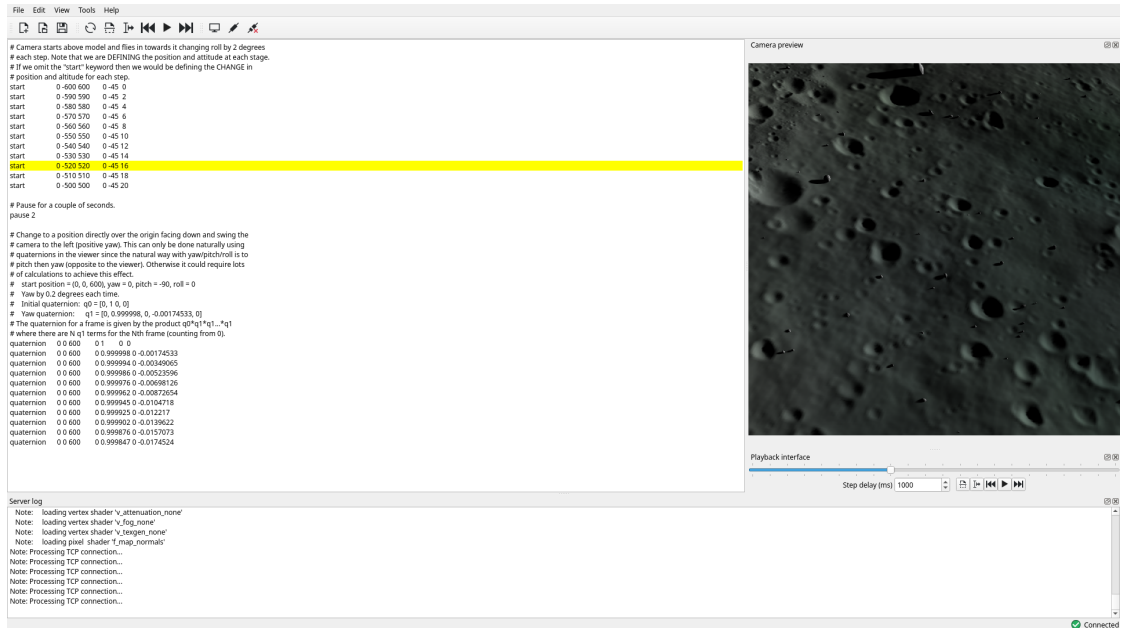 File Edit View Tools Help
# Camera starts above model and flies in towards it changing roll by 2 degrees
# each step. Note that we are DEFINING the position and attitude at each stage.
# If we omit the "start" keyword then we would be defining the CHANGE in
# position and altitude for each step.
start 0 -600 600 0 -45 0
start 0 -590 590 0 -45 2
start 0 -580 580 0 -45 4
start 0 -570 570 0 -45 6
start 0 -560 560 0 -45 8
start 0 -550 550 0 -45 10
start 0 -540 540 0 -45 12
start 0 -530 530 0 -45 14
start 0 -520 520 0 -45 16
start 0 -510 510 0 -45 18
start 0 -500 500 0 -45 20
# Pause for a couple of seconds.
pause 2
# Change to a position directly over the origin facing down and swing the
# camera to the left (positive yaw). This can only be done naturally using
# quaternions in the viewer since the natural way with yaw/pitch/roll is to
# pitch then yaw (opposite to the viewer). Otherwise it could require lots
# of calculations to achieve this effect.
# start position = (0, 0, 600), yaw = 0, pitch = -90, roll = 0
# Yaw by 0.2 degrees each time.
# Initial quaternion: q0 = [0, 1 0, 0]
# Yaw quaternion: q1 = [0, 0.999998, 0, -0.00174533, 0]
# The quaternion for a frame is given by the product q0*q1*q1...*q1
# where there are N q1 terms for the Nth frame (counting from 0).
quaternion 0 0 600 0 1 0 0
quaternion 0 0 600 0 0.999998 0 -0.00174533
quaternion 0 0 600 0 0.999994 0 -0.00349065
quaternion 0 0 600 0 0.999986 0 -0.00523596
quaternion 0 0 600 0 0.999976 0 -0.00698126
quaternion 0 0 600 0 0.999962 0 -0.00872654
quaternion 0 0 600 0 0.999945 0 -0.0104718
quaternion 0 0 600 0 0.999925 0 -0.012217
quaternion 0 0 600 0 0.999902 0 -0.0139622
quaternion 0 0 600 0 0.999876 0 -0.0157073
quaternion 0 0 600 0 0.999847 0 -0.0174524
Camera preview
Playback interface
Step delay (ms) 1000
Server log
Note: loading vertex shader 'v_attenuation_none'
Note: loading vertex shader 'v_fog_none'
Note: loading vertex shader 'v_texgen_none'
Note: loading pixel shader 'f_map_normals'
Note: Processing TCP connection...
Note: Processing TCP connection...
Note: Processing TCP connection...
Note: Processing TCP connection...
Note: Processing TCP connection...
Note: Processing TCP connection...
Connected